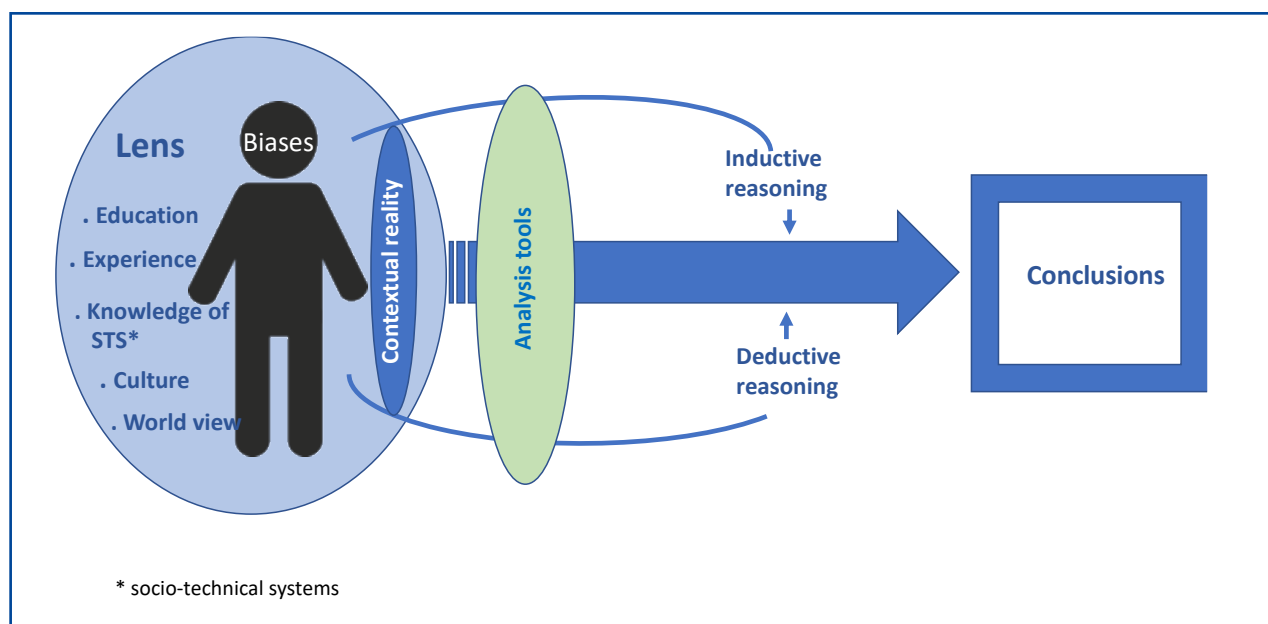 Lens
Biases
. Education
. Experience
. Knowledge of
STS*
. Culture
. World view
Contextual reality
Analysis tools
Inductive
reasoning
Deductive
reasoning
Conclusions
* socio-technical systems